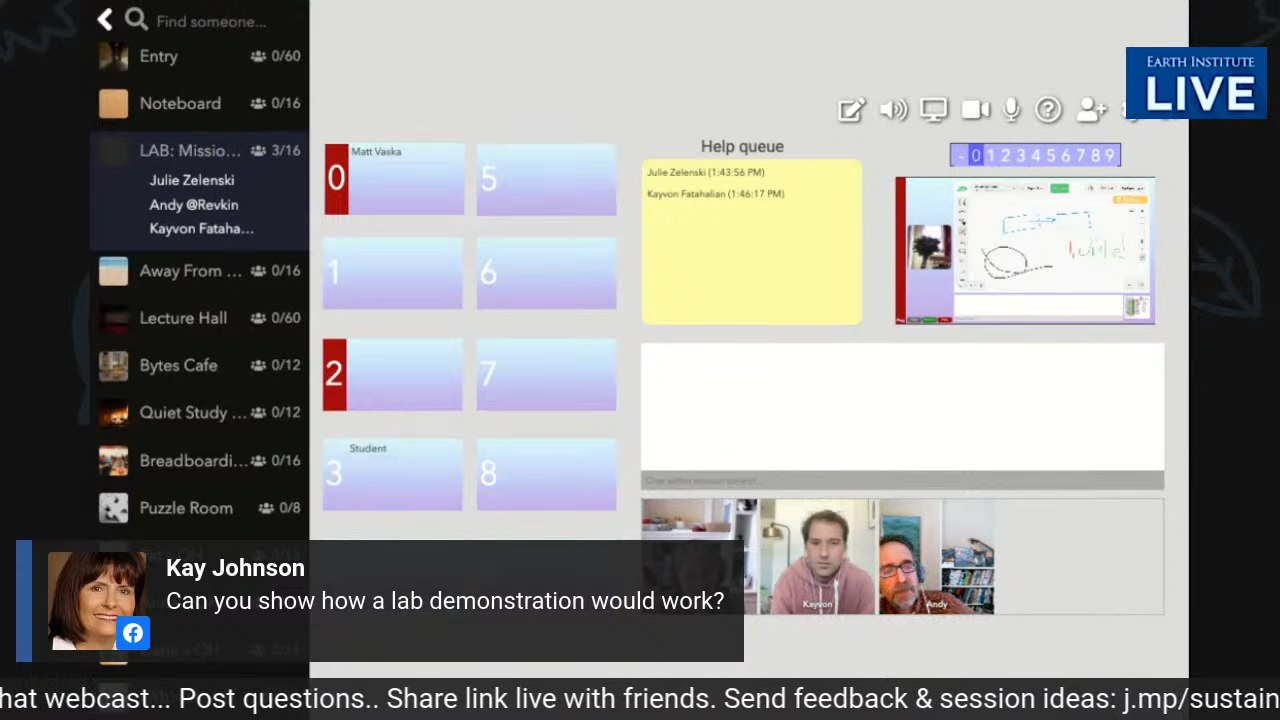 Find someone...
EARTH INSTITUTE
LIVE
Entry 0/60
Noteboard 0/16
LAB: Missio... 3/16
Julie Zelenski
Andy @Revkin
Kayvon Fataha...
Away From ... 0/16
Lecture Hall 0/60
Bytes Cafe 0/12
Quiet Study ... 0/12
Breadboardi... 0/16
Puzzle Room 0/8
0 Matt Vaska
5
1
6
2
7
3 Student
8
Help queue
Julie Zelenski (1:43:56 PM)
Kayvon Fatahalian (1:46:17 PM)
- 0 1 2 3 4 5 6 7 8 9
Kayvon
Andy
Kay Johnson
Can you show how a lab demonstration would work?
hat webcast... Post questions.. Share link live with friends. Send feedback & session ideas: j.mp/sustain